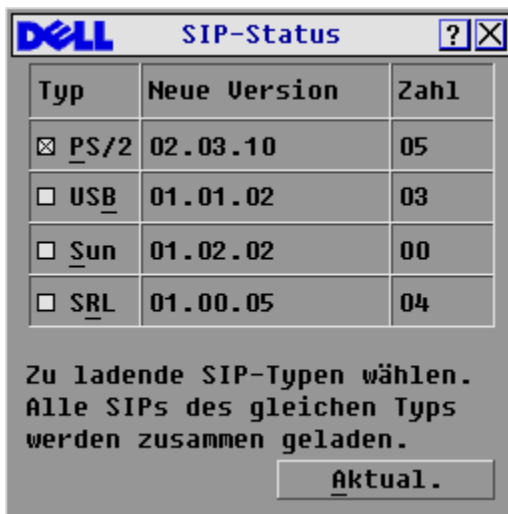 DELL SIP-Status ? X
Typ Neue Version Zahl
PS/2 02.03.10 05
USB 01.01.02 03
Sun 01.02.02 00
SRL 01.00.05 04
Zu ladende SIP-Typen wählen.
Alle SIPs des gleichen Typs
werden zusammen geladen.
Aktual.